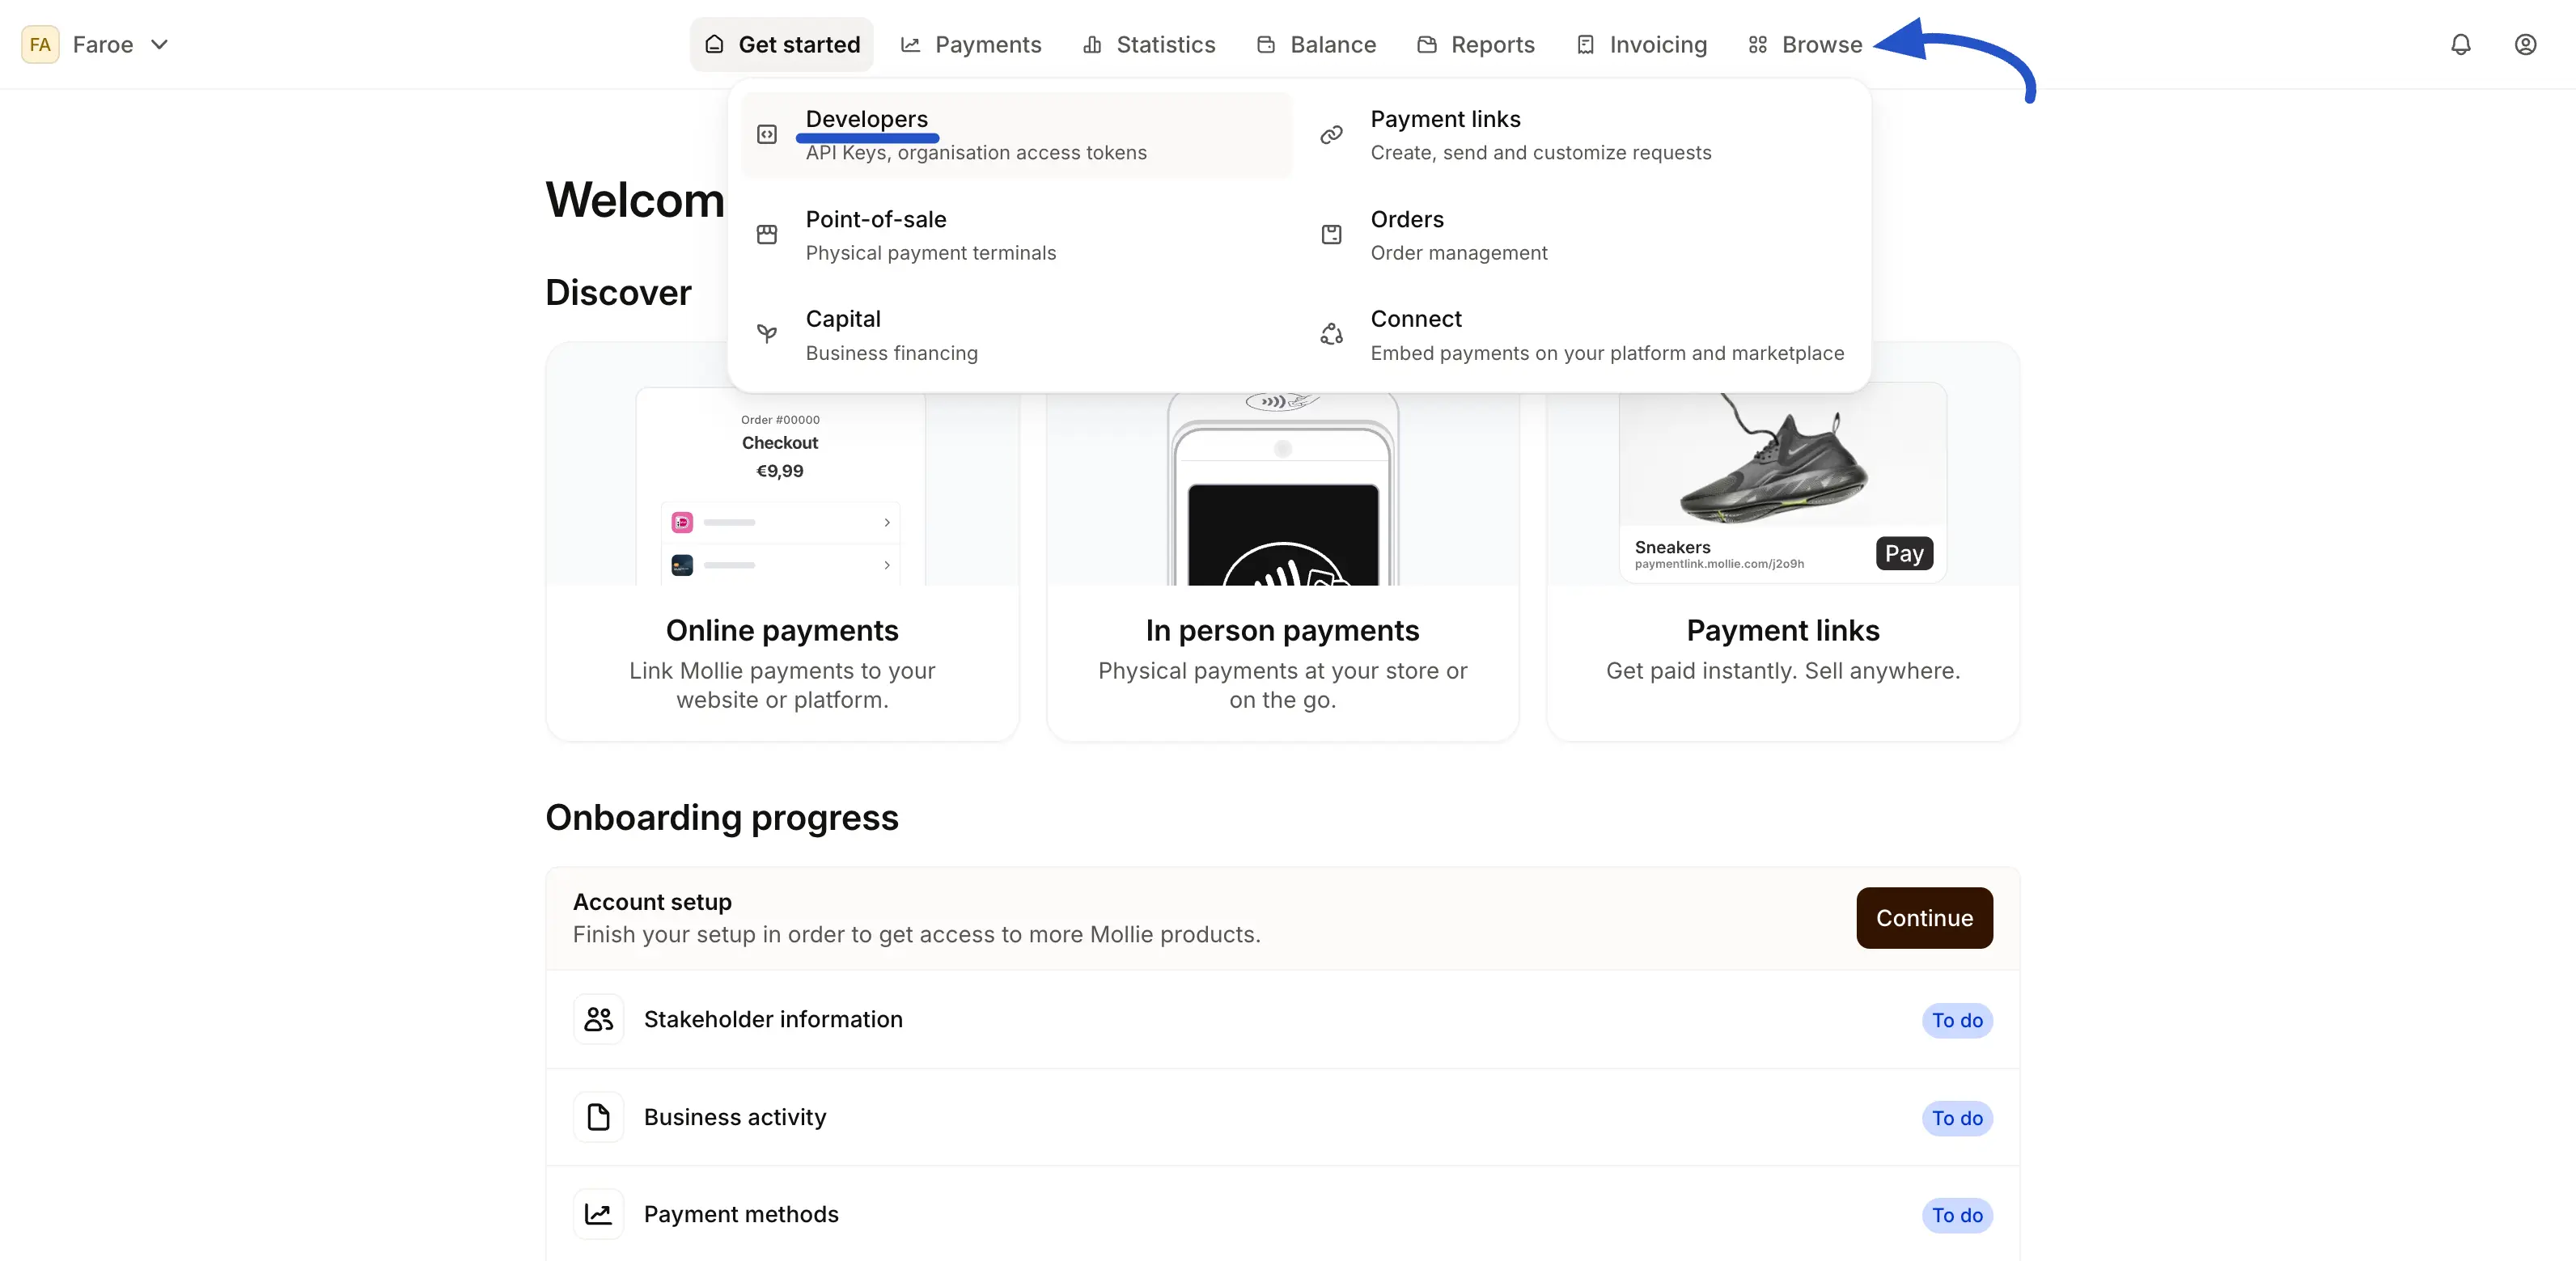 FA Faroe
Get started
Payments
Statistics
Balance
Reports
Invoicing
Browse
Developers
API Keys, organisation access tokens
Payment links
Create, send and customize requests
Point-of-sale
Physical payment terminals
Orders
Order management
Capital
Business financing
Connect
Embed payments on your platform and marketplace
Welcom
Discover
Order #00000
Checkout
€9,99
Sneakers
paymentlink.mollie.com/j2o9h
Pay
Online payments
Link Mollie payments to your
website or platform.
In person payments
Physical payments at your store or
on the go.
Payment links
Get paid instantly. Sell anywhere.
Onboarding progress
Account setup
Finish your setup in order to get access to more Mollie products.
Continue
Stakeholder information
To do
Business activity
To do
Payment methods
To do